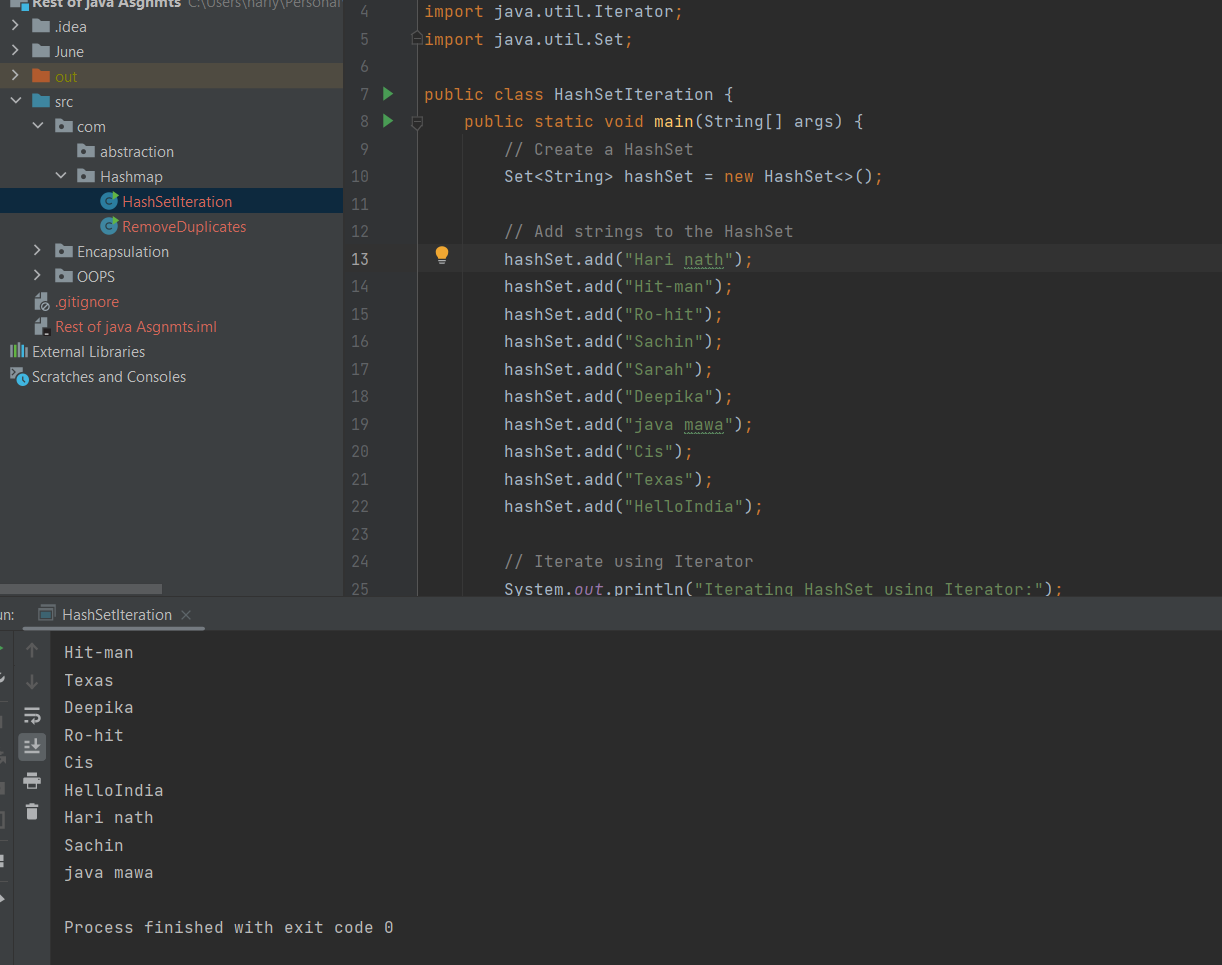 Rest of java Asgnmts
.idea
June
out
src
com
abstraction
Hashmap
HashSetIteration
RemoveDuplicates
Encapsulation
OOPS
.gitignore
Rest of java Asgnmts.iml
External Libraries
Scratches and Consoles
4 import java.util.Iterator;
5 import java.util.Set;
6
7 public class HashSetIteration {
8 public static void main(String[] args) {
9 // Create a HashSet
10 Set<String> hashSet = new HashSet<>();
11
12 // Add strings to the HashSet
13 hashSet.add("Hari nath");
14 hashSet.add("Hit-man");
15 hashSet.add("Ro-hit");
16 hashSet.add("Sachin");
17 hashSet.add("Sarah");
18 hashSet.add("Deepika");
19 hashSet.add("java mawa");
20 hashSet.add("Cis");
21 hashSet.add("Texas");
22 hashSet.add("HelloIndia");
23
24 // Iterate using Iterator
25 System.out.println("Iterating HashSet using Iterator:");
un: HashSetIteration
Hit-man
Texas
Deepika
Ro-hit
Cis
HelloIndia
Hari nath
Sachin
java mawa
Process finished with exit code 0